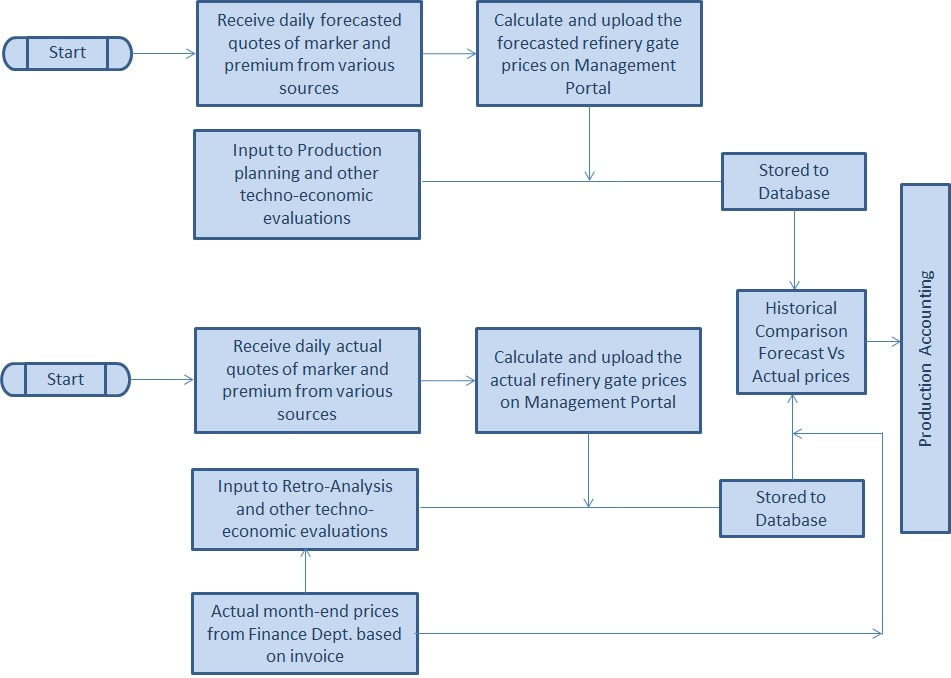 Start
Receive daily forecasted
quotes of marker and
premium from various
sources
Calculate and upload the
forecasted refinery gate
prices on Management
Portal
Input to Production
planning and other
techno-economic
evaluations
Stored to
Database
Historical
Comparison
Forecast Vs
Actual prices
Production Accounting
Start
Receive daily actual
quotes of marker and
premium from various
sources
Calculate and upload the
actual refinery gate prices
on Management Portal
Input to Retro-Analysis
and other techno-
economic evaluations
Stored to
Database
Actual month-end prices
from Finance Dept. based
on invoice